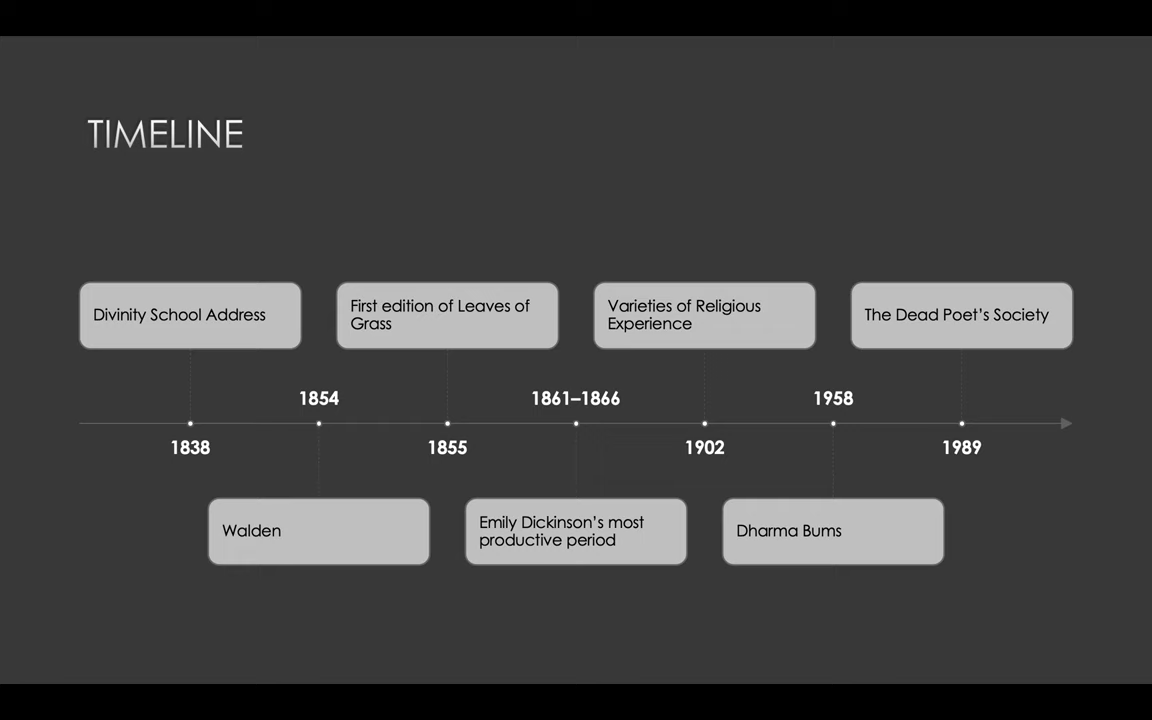 TIMELINE
Divinity School Address
First edition of Leaves of
Grass
Varieties of Religious
Experience
The Dead Poet’s Society
1854
1861–1866
1958
1838
1855
1902
1989
Walden
Emily Dickinson’s most
productive period
Dharma Bums